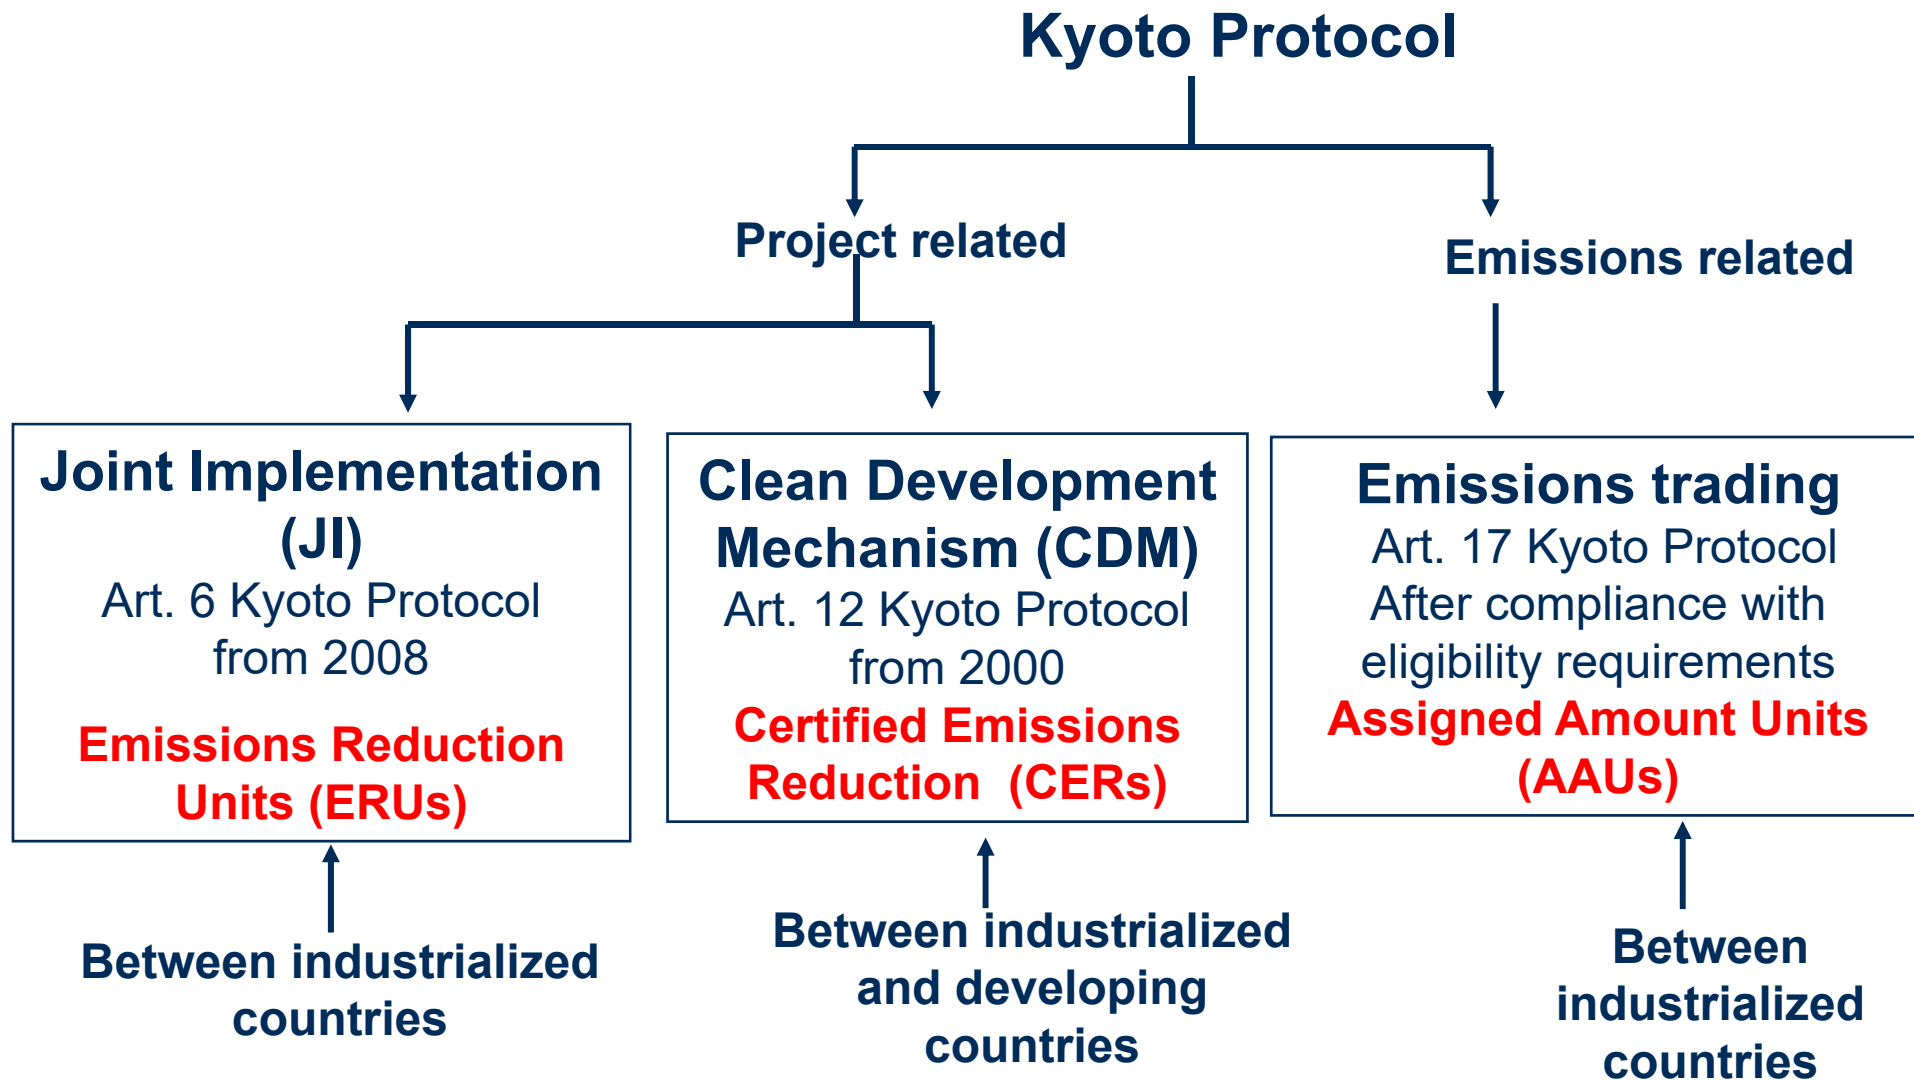 Kyoto Protocol
Project related
Emissions related
Joint Implementation
(JI)
Art. 6 Kyoto Protocol
from 2008
Emissions Reduction
Units (ERUs)
Clean Development
Mechanism (CDM)
Art. 12 Kyoto Protocol
from 2000
Certified Emissions
Reduction (CERs)
Emissions trading
Art. 17 Kyoto Protocol
After compliance with
eligibility requirements
Assigned Amount Units
(AAUs)
Between industrialized
countries
Between industrialized
and developing
countries
Between
industrialized
countries